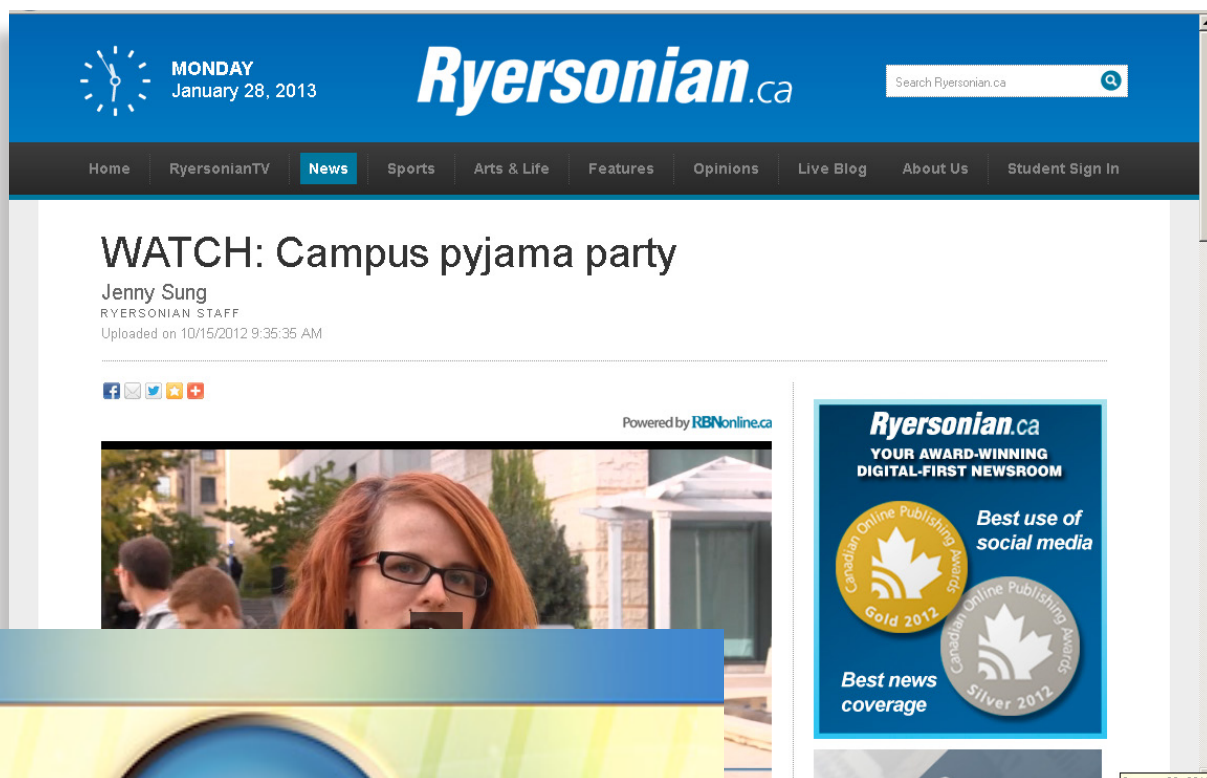 MONDAY
January 28, 2013
Ryersonian.ca
Search Ryersonian.ca
Home
RyersonianTV
News
Sports
Arts & Life
Features
Opinions
Live Blog
About Us
Student Sign In
WATCH: Campus pyjama party
Jenny Sung
RYERSONIAN STAFF
Uploaded on 10/15/2012 9:35:35 AM
Powered by RBNonline.ca
Ryersonian.ca
YOUR AWARD-WINNING
DIGITAL-FIRST NEWSROOM
Canadian Online Publishing Awards
Gold 2012
Best use of
social media
Canadian Online Publishing Awards
Silver 2012
Best news
coverage